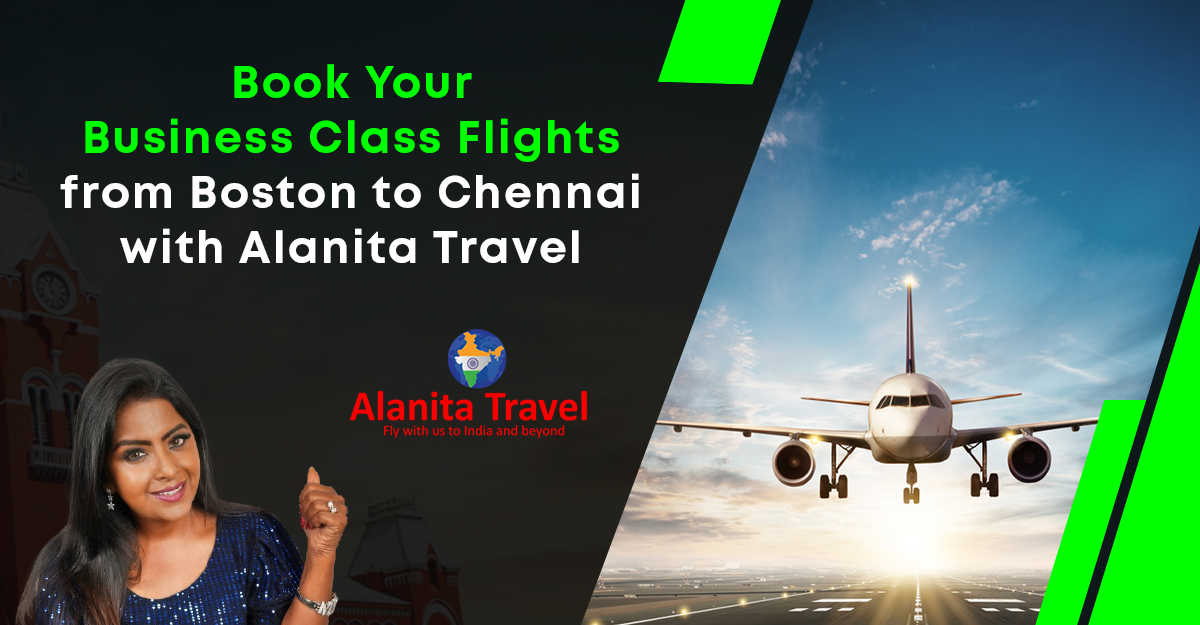 Book Your
Business Class Flights
from Boston to Chennai
with Alanita Travel
Alanita Travel
Fly with us to India and beyond